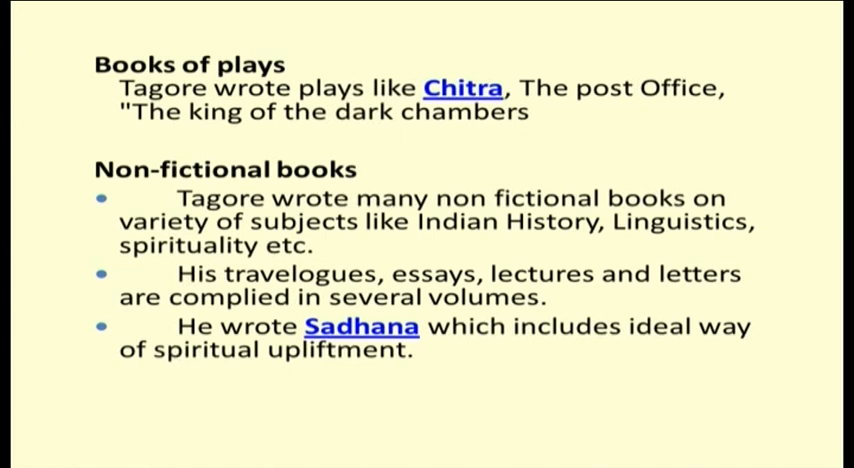 Books of plays
Tagore wrote plays like Chitra, The post Office,
"The king of the dark chambers
Non-fictional books
• Tagore wrote many non fictional books on
variety of subjects like Indian History, Linguistics,
spirituality etc.
• His travelogues, essays, lectures and letters
are complied in several volumes.
• He wrote Sadhana which includes ideal way
of spiritual upliftment.